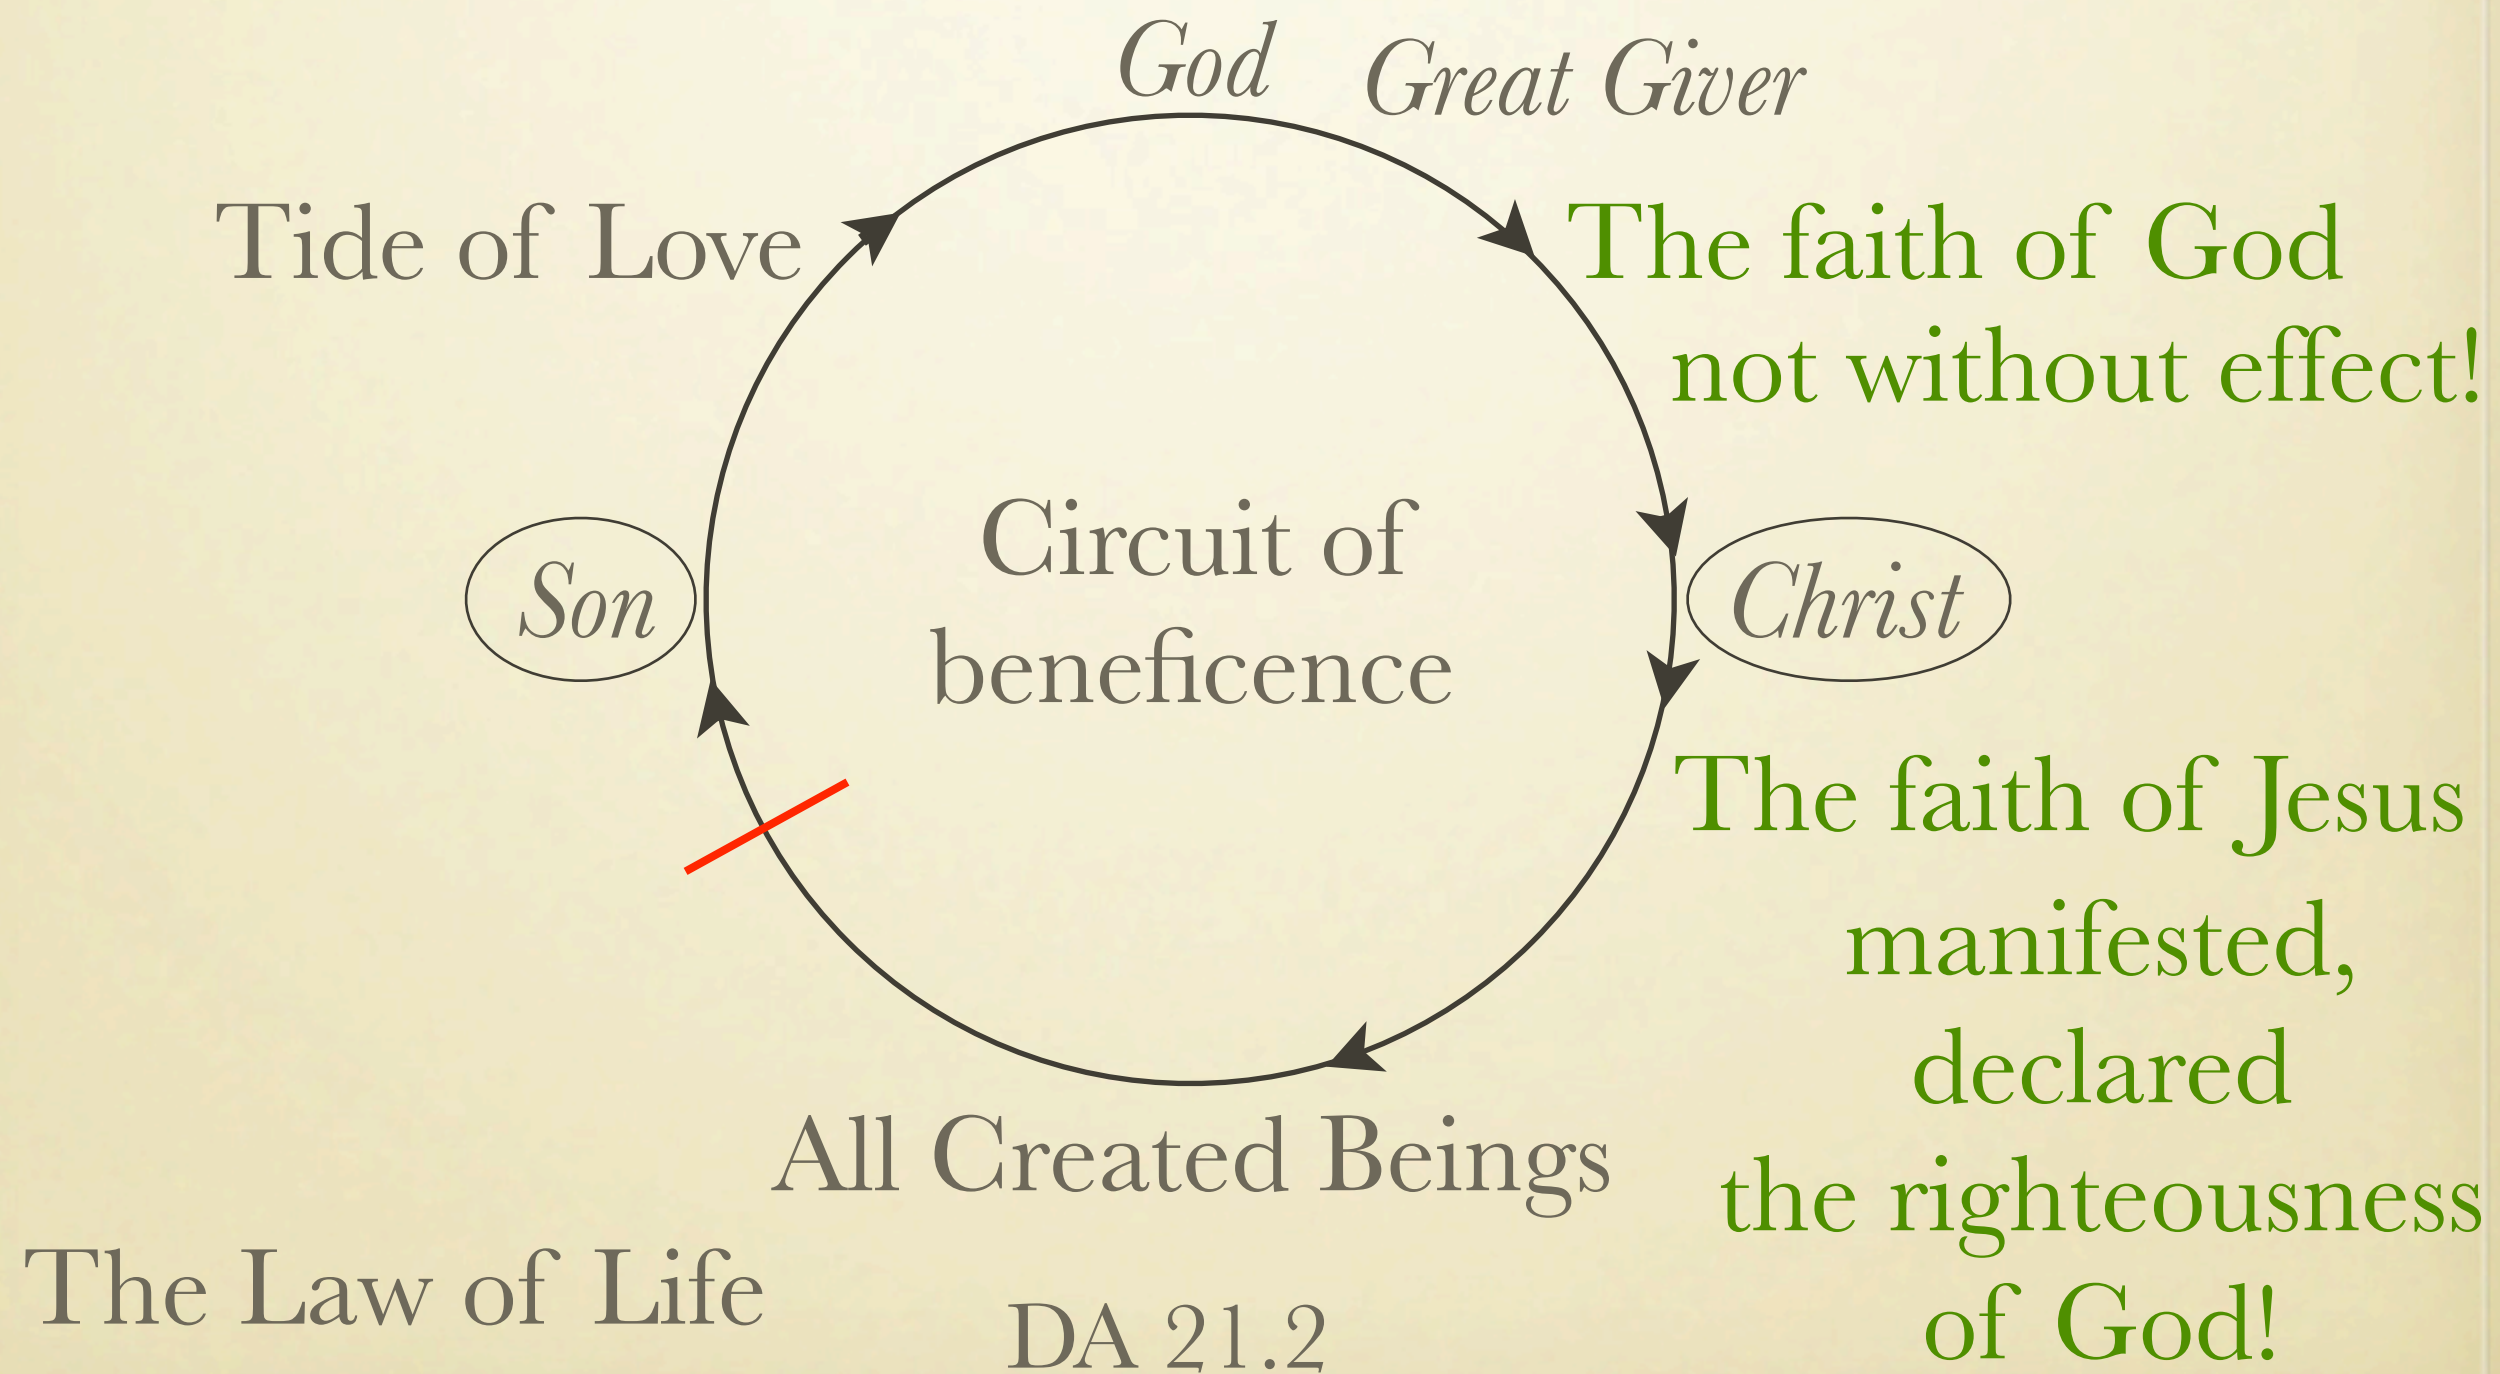 God
Great Giver
Tide of Love
The faith of God
not without effect!
Circuit of
beneficence
Son
Christ
The faith of Jesus
manifested,
declared
the righteousness
of God!
All Created Beings
The Law of Life
DA 21.2